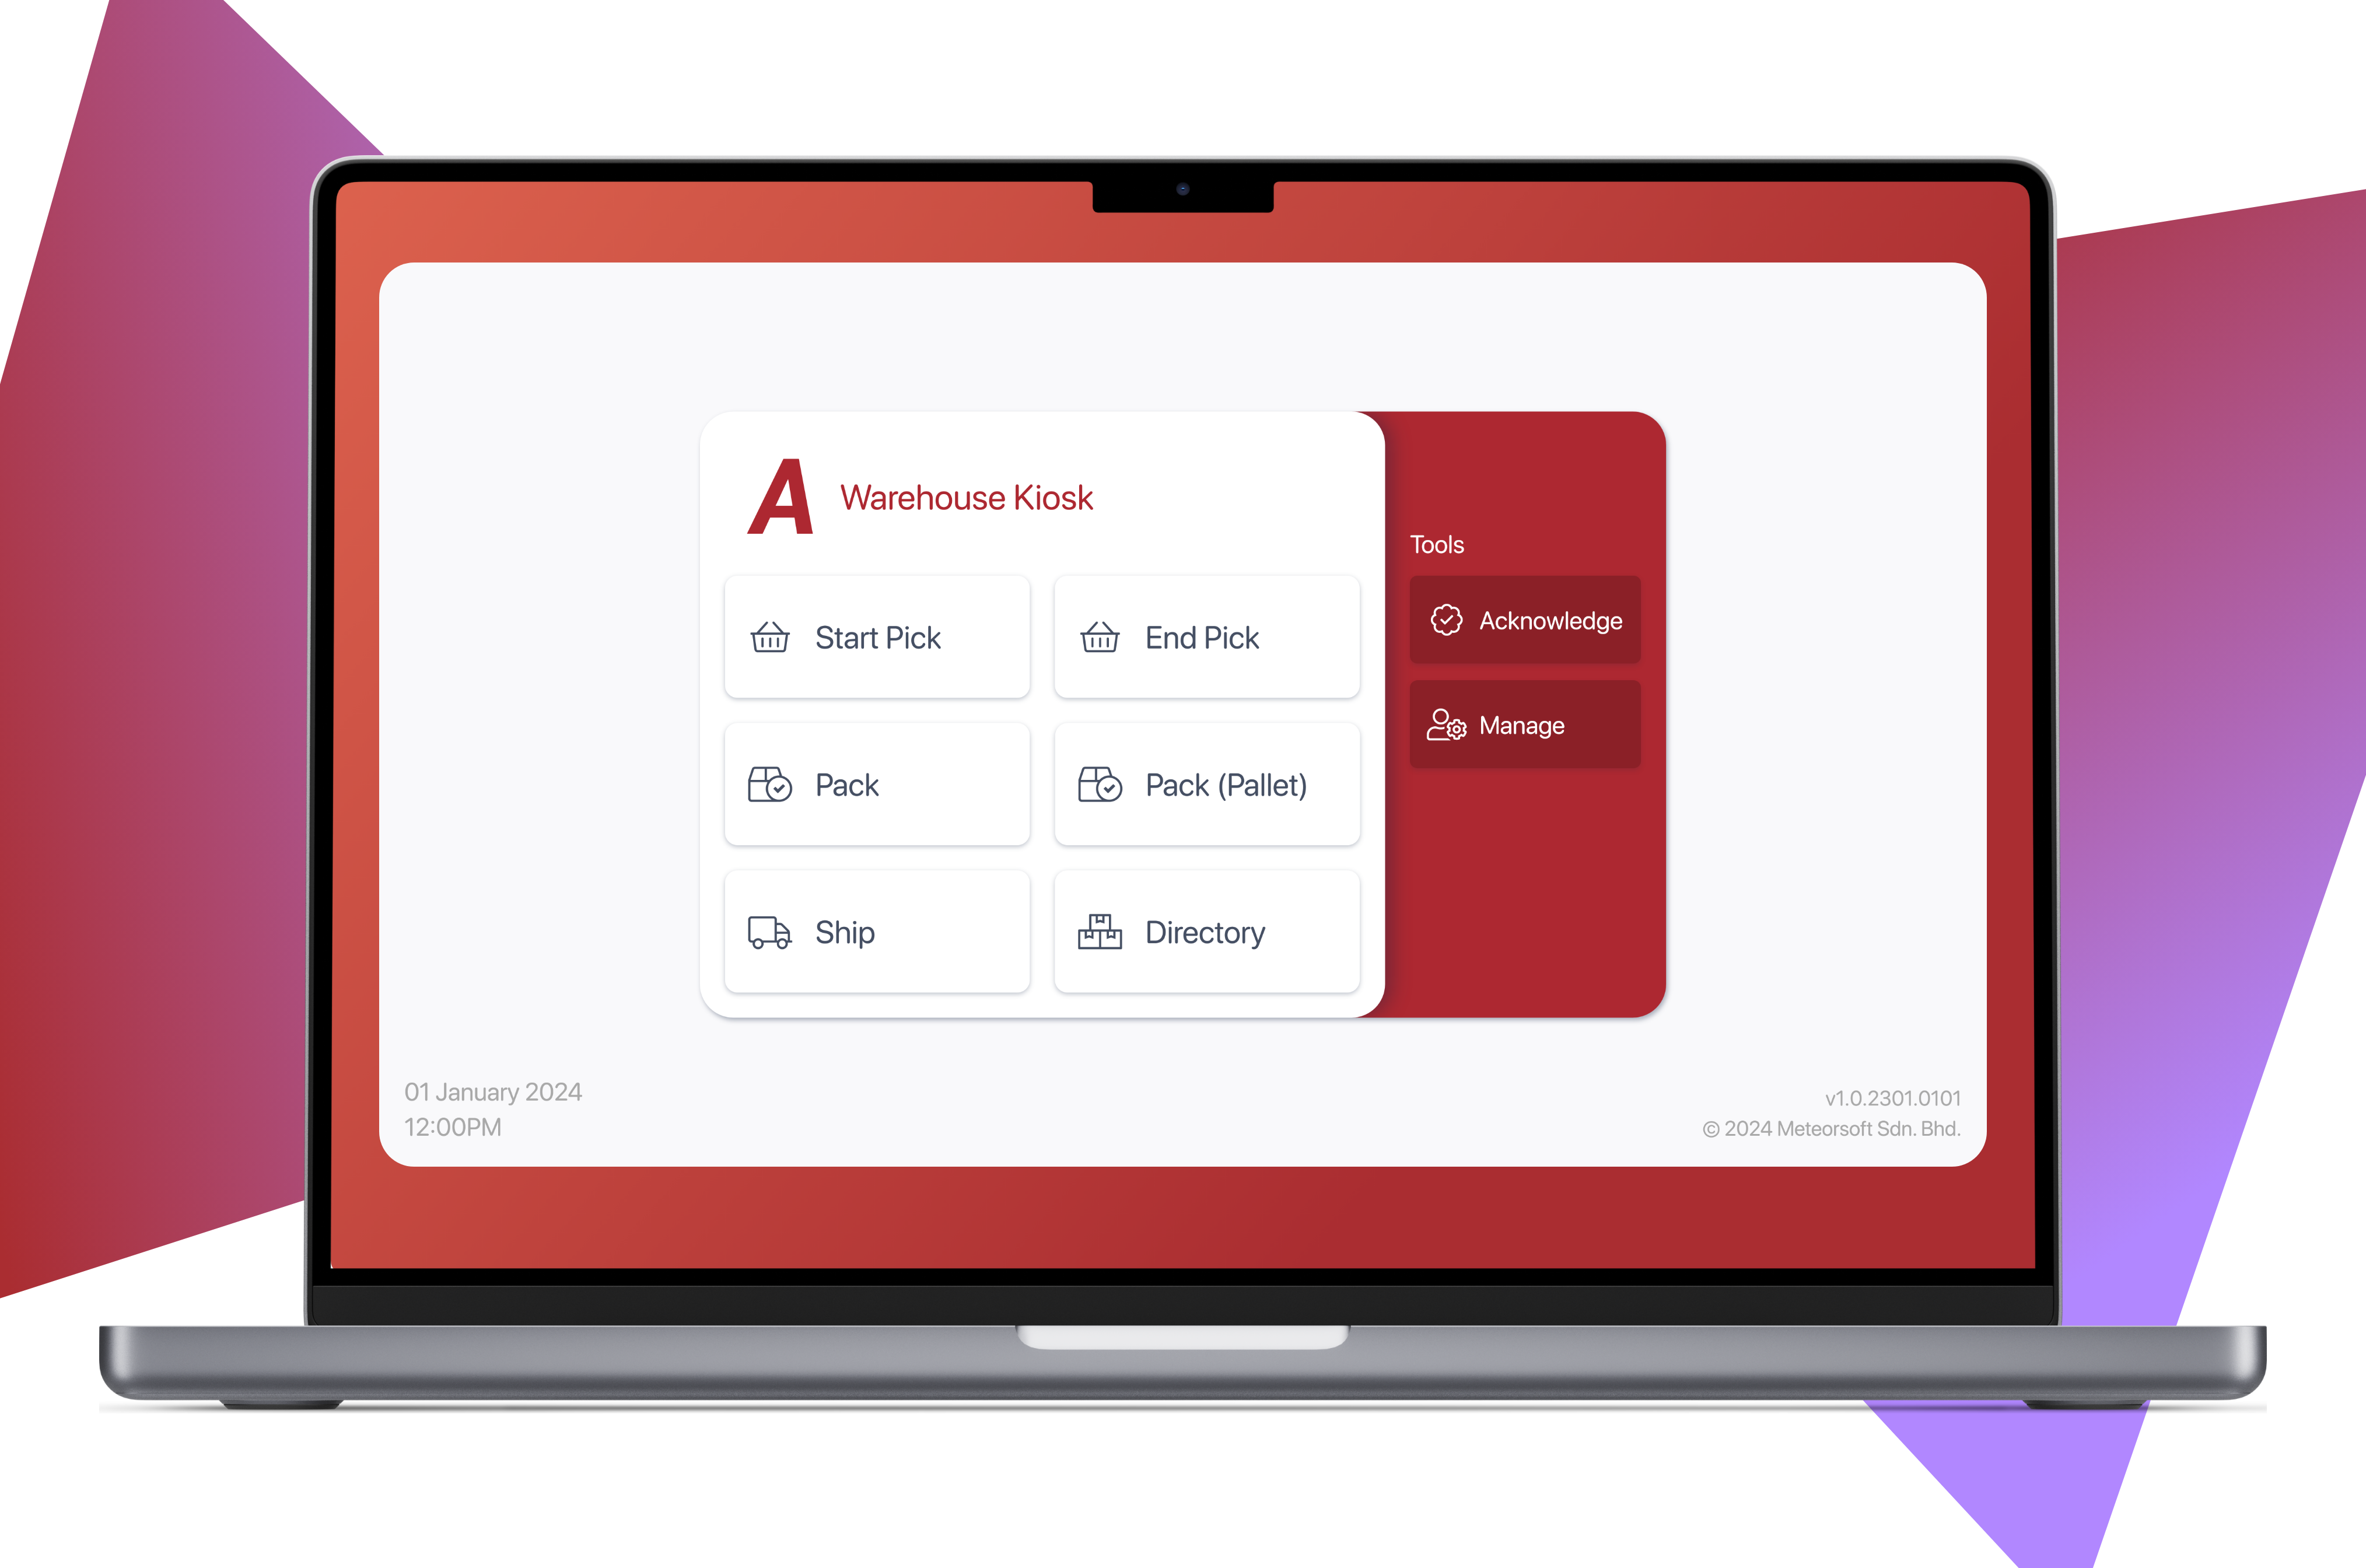 A Warehouse Kiosk
Start Pick
End Pick
Pack
Pack (Pallet)
Ship
Directory
Tools
Acknowledge
Manage
01 January 2024
12:00PM
v1.0.2301.0101
© 2024 Meteorsoft Sdn. Bhd.